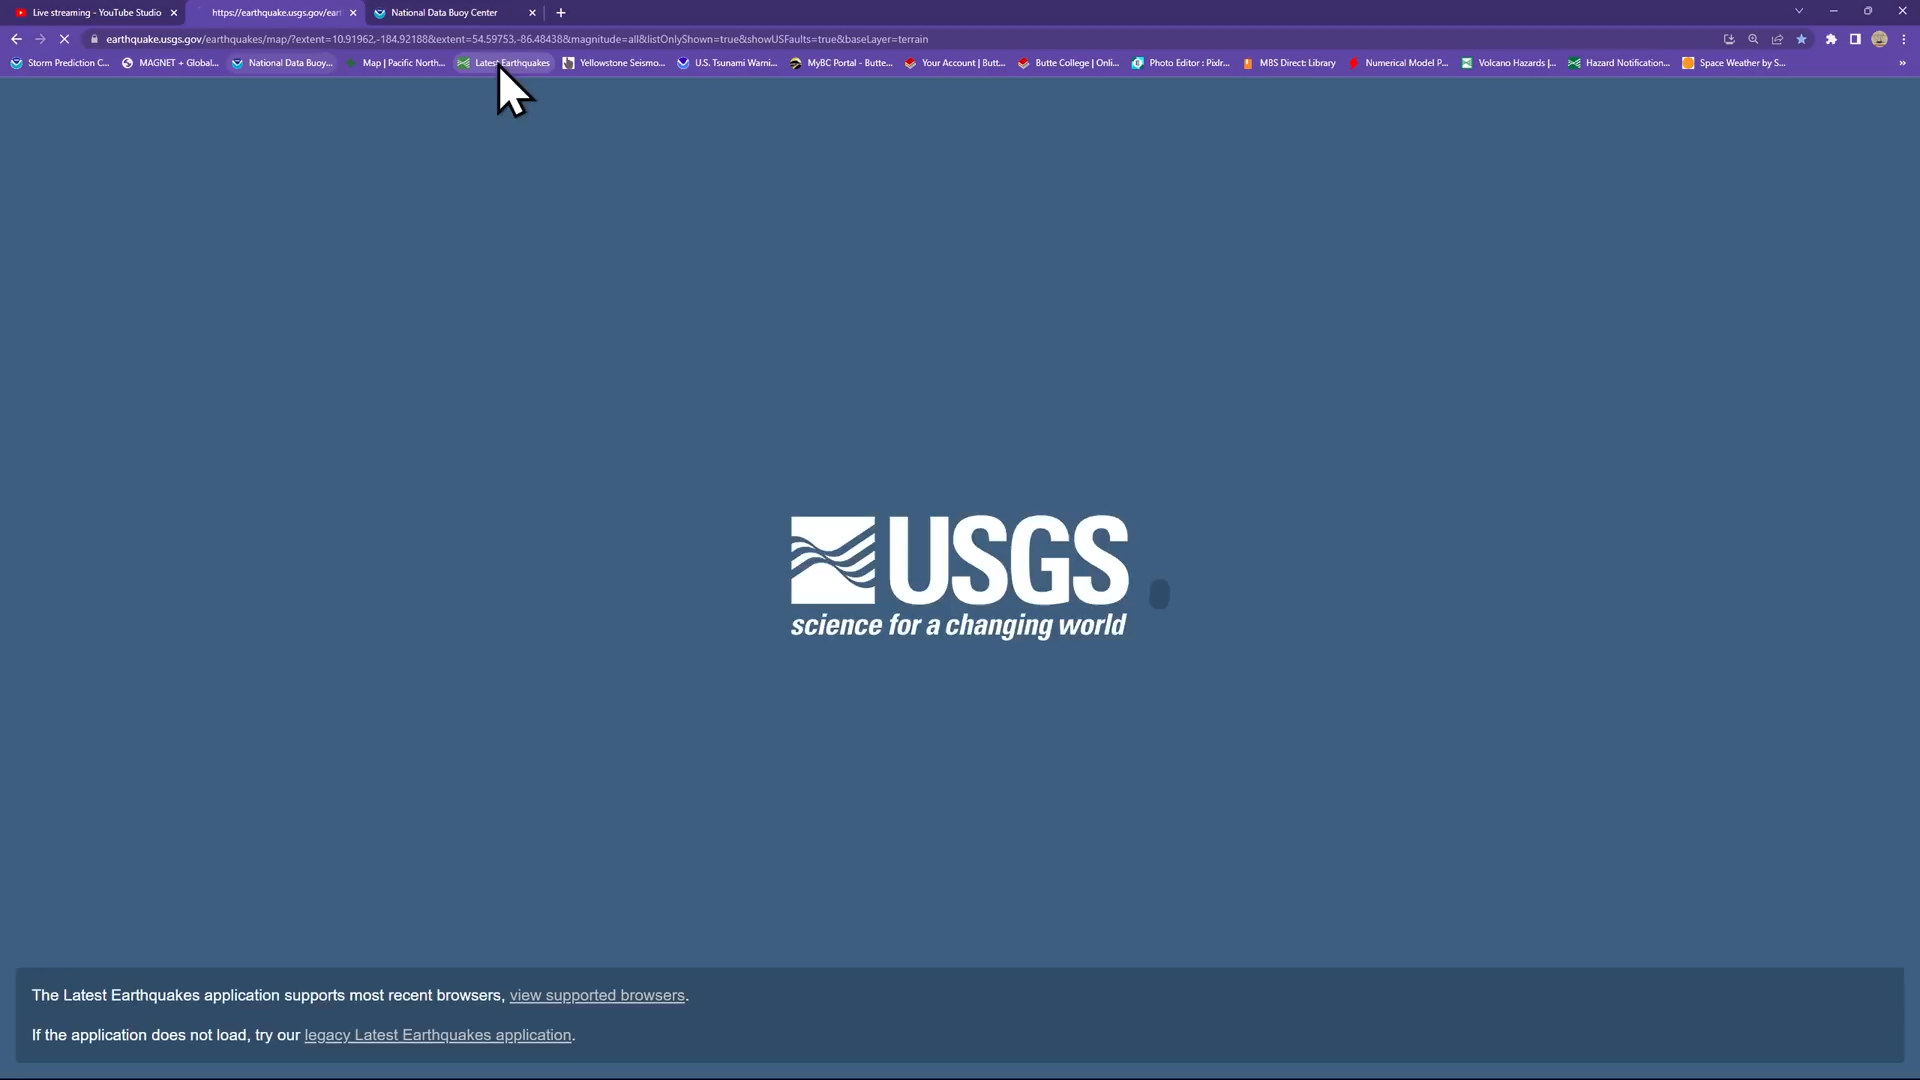 Live streaming - YouTube Studio
https://earthquake.usgs.gov/ear
National Data Buoy Center
earthquake.usgs.gov/earthquakes/map/?extent=10.91962,-184.92188&extent=54.59753,-86.48438&magnitude=all&listOnlyShown=true&showUSFaults=true&baseLayer=terrain
Storm Prediction C... MAGNET + Global... National Data Buoy... Map | Pacific North... Latest Earthquakes Yellowstone Seismo... U.S. Tsunami Warni... MyBC Portal - Butte... Your Account | Butt... Butte College | Onli... Photo Editor : Pixlr... MBS Direct: Library Numerical Model P... Volcano Hazards |... Hazard Notification... Space Weather by S...
USGS
science for a changing world
The Latest Earthquakes application supports most recent browsers, view supported browsers.
If the application does not load, try our legacy Latest Earthquakes application.